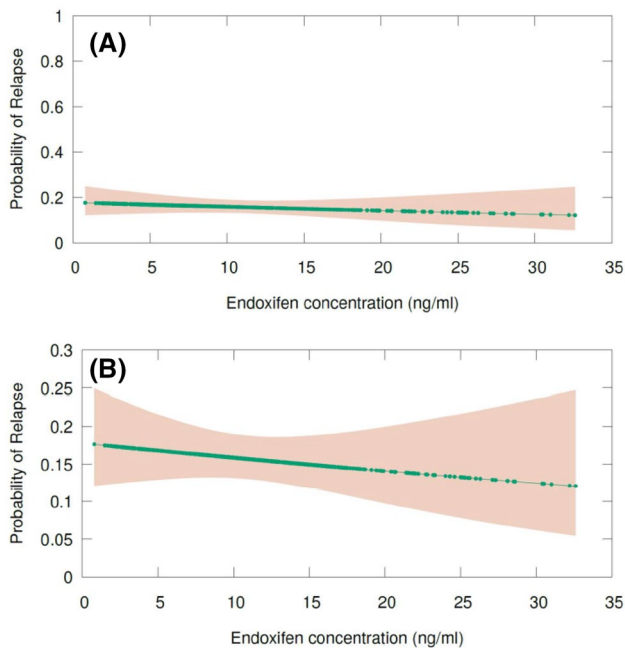 (A)
Probability of Relapse
1
0.8
0.6
0.4
0.2
0
0 5 10 15 20 25 30 35
Endoxifen concentration (ng/ml)
(B)
Probability of Relapse
0.3
0.25
0.2
0.15
0.1
0.05
0
0 5 10 15 20 25 30 35
Endoxifen concentration (ng/ml)